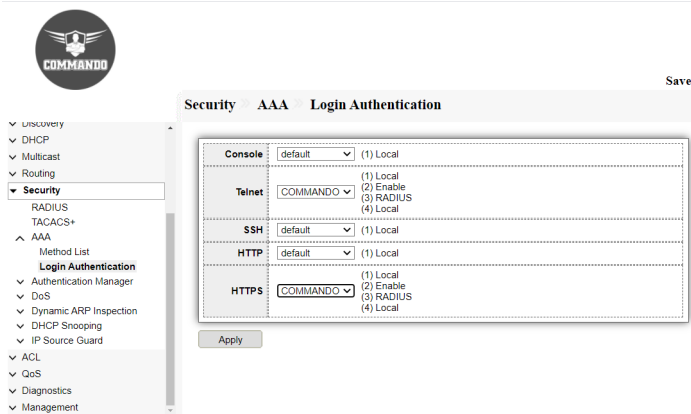 COMMANDO
Save
Security » AAA » Login Authentication
Discovery
DHCP
Multicast
Routing
Security
RADIUS
TACACS+
AAA
Method List
Login Authentication
Authentication Manager
DoS
Dynamic ARP Inspection
DHCP Snooping
IP Source Guard
ACL
QoS
Diagnostics
Management
Console default (1) Local
Telnet COMMANDO (1) Local
(2) Enable
(3) RADIUS
(4) Local
SSH default (1) Local
HTTP default (1) Local
HTTPS COMMANDO (1) Local
(2) Enable
(3) RADIUS
(4) Local
Apply